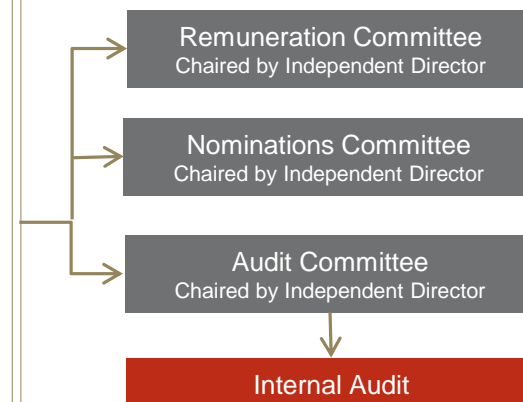 Remuneration Committee
Chaired by Independent Director
Nominations Committee
Chaired by Independent Director
Audit Committee
Chaired by Independent Director
Internal Audit